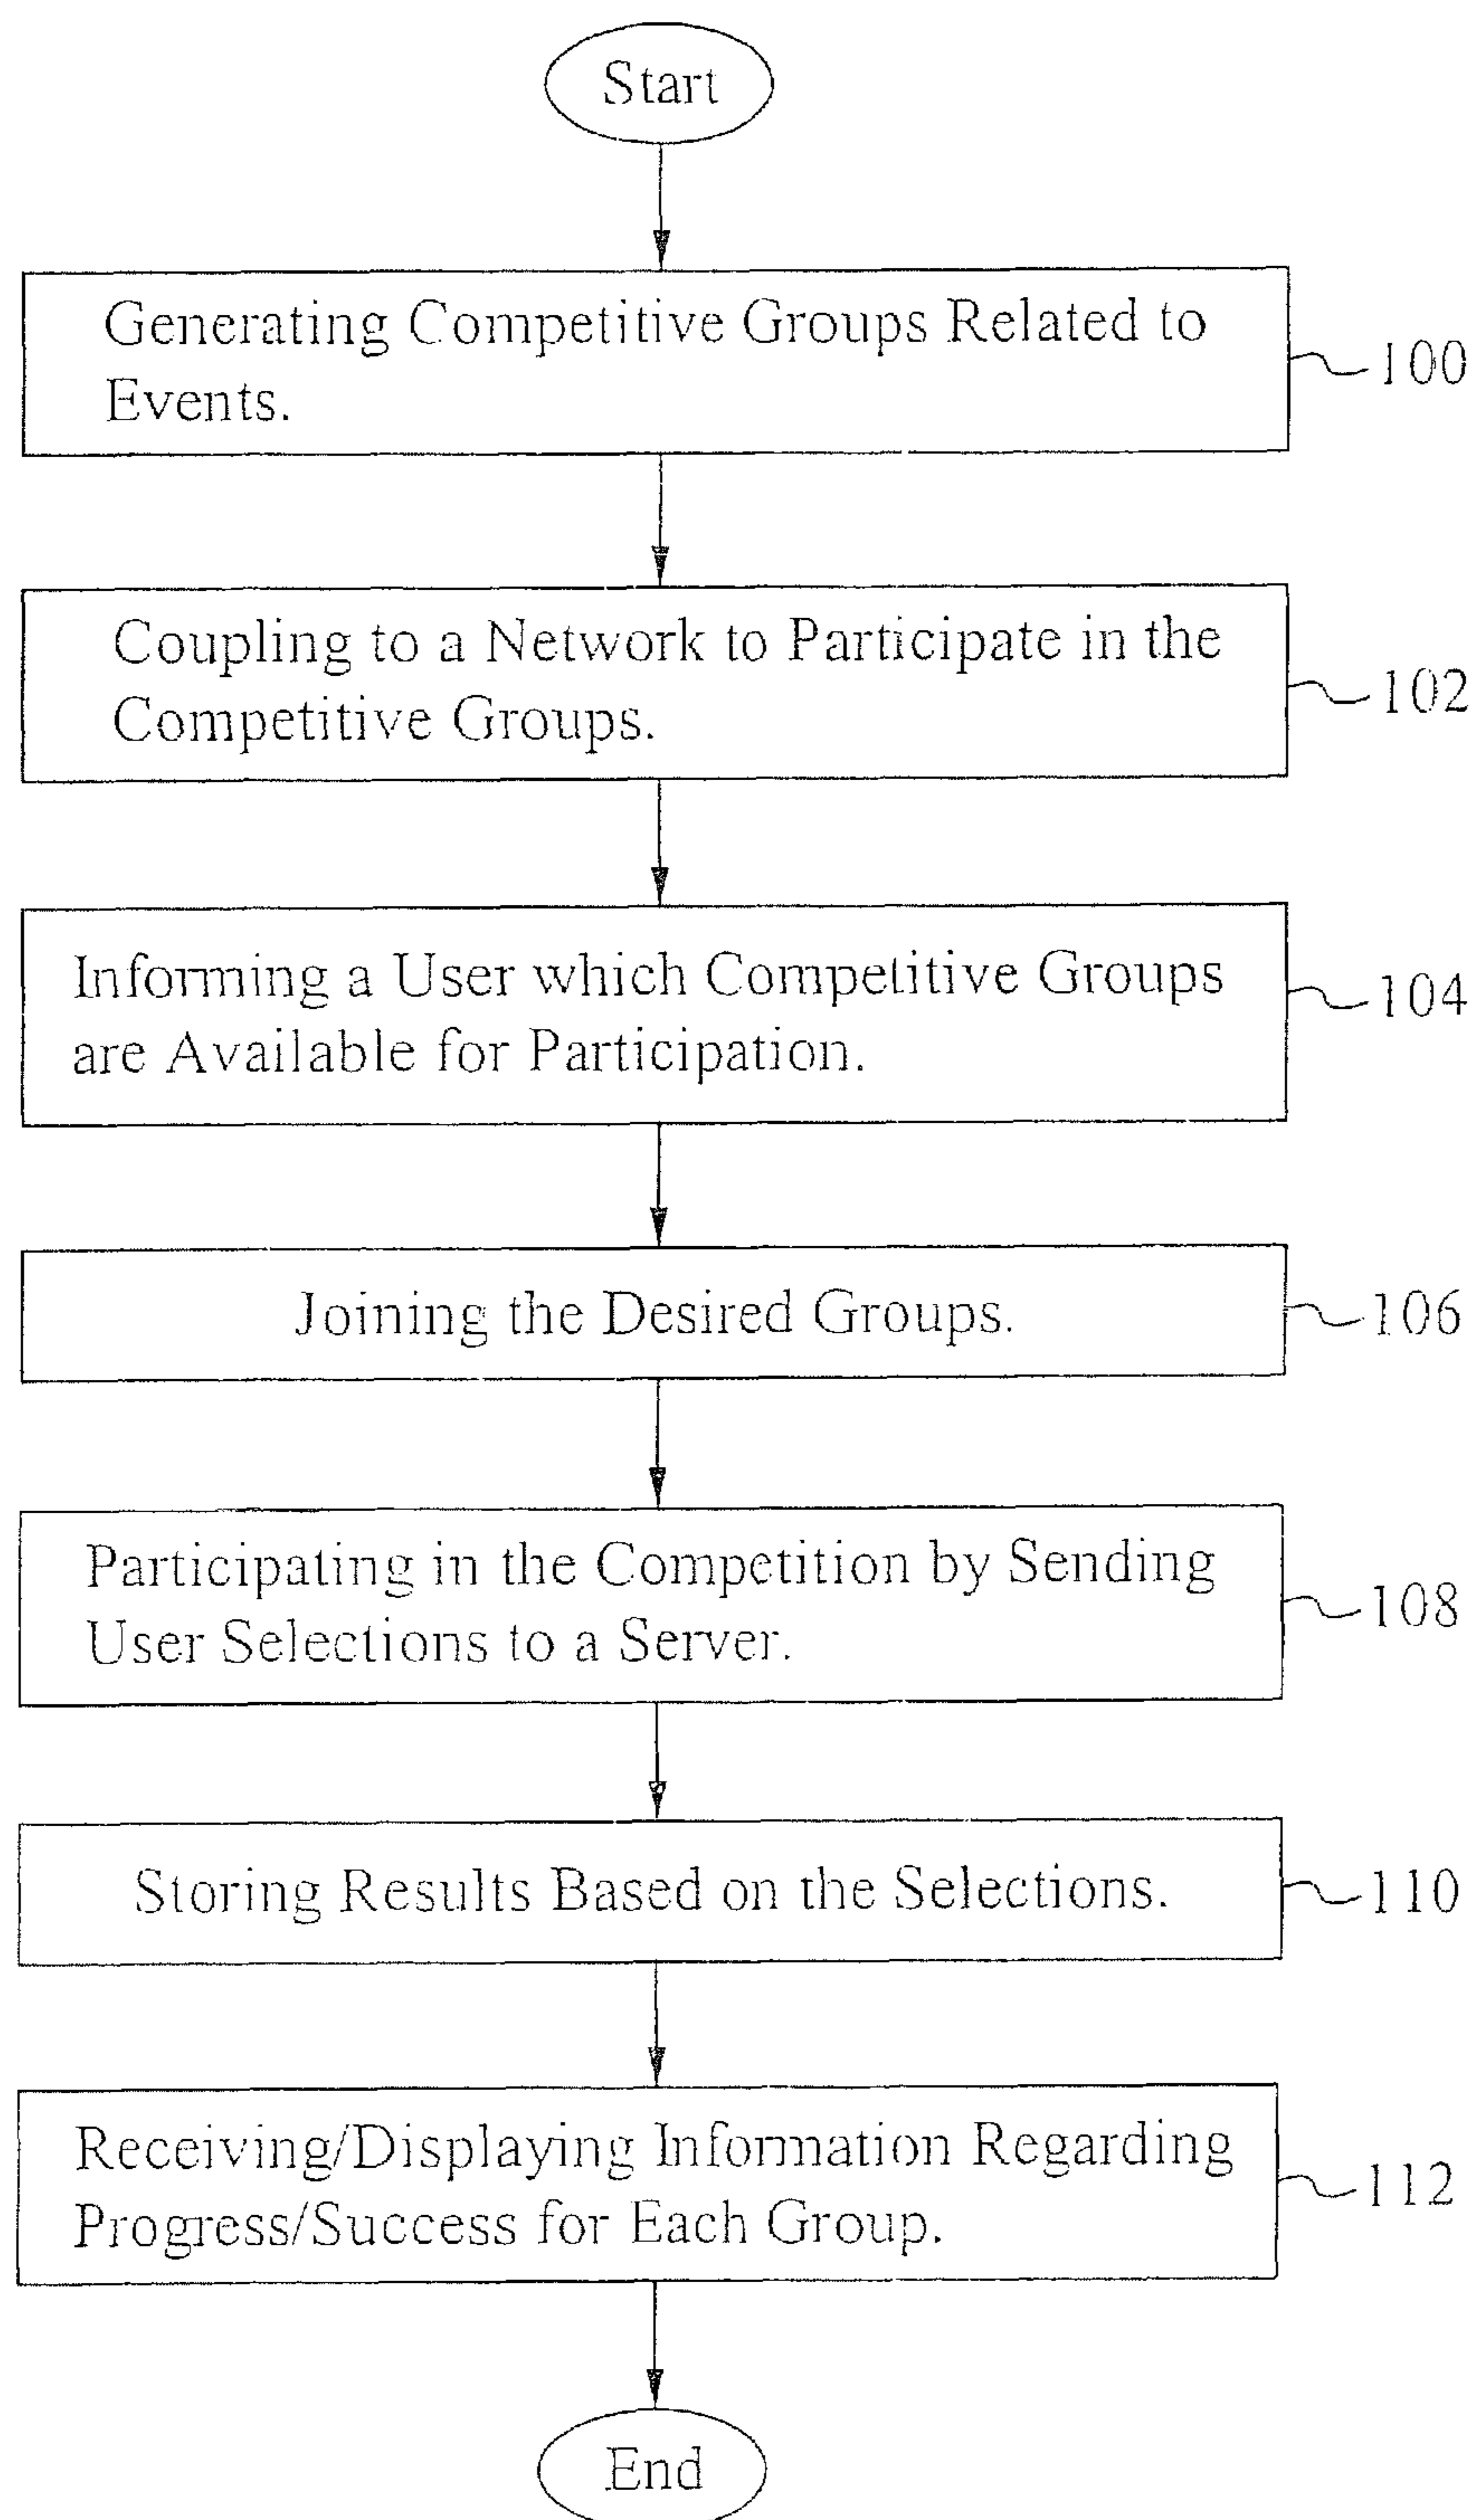 Start
Generating Competitive Groups Related to
Events.
100
Coupling to a Network to Participate in the
Competitive Groups.
102
Informing a User which Competitive Groups
are Available for Participation.
104
Joining the Desired Groups.
106
Participating in the Competition by Sending
User Selections to a Server.
108
Storing Results Based on the Selections.
110
Receiving/Displaying Information Regarding
Progress/Success for Each Group.
112
End